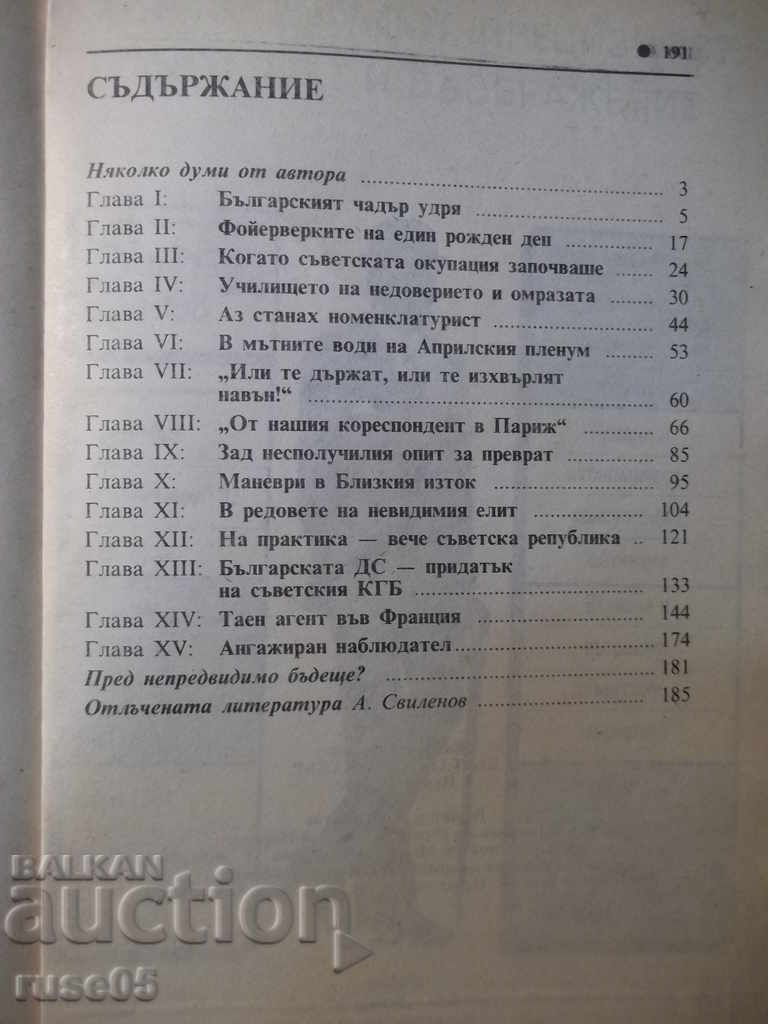 191
СЪДЪРЖАНИЕ
Няколко думи от автора 3
Глава I: Българският чадър удря 5
Глава II: Фойерверките на един рожден ден 17
Глава III: Когато съветската окупация започваше 24
Глава IV: Училището на недоверието и омразата 30
Глава V: Аз станах номенклатурист 44
Глава VI: В мътните води на Априлския пленум 53
Глава VII: „Или те държат, или те изхвърлят
навън!“ 60
Глава VIII: „От нашия кореспондент в Париж“ 66
Глава IX: Зад несполучилия опит за преврат 85
Глава X: Маневри в Близкия изток 95
Глава XI: В редовете на невидимия елит 104
Глава XII: На практика — вече съветска република .. 121
Глава XIII: Българската ДС — придатък
на съветския КГБ 133
Глава XIV: Таен агент във Франция 144
Глава XV: Ангажиран наблюдател 174
Пред непредвидимо бъдеще? 181
Отлъчената литература А. Свиленов 185
BALKAN
auction
ruse05